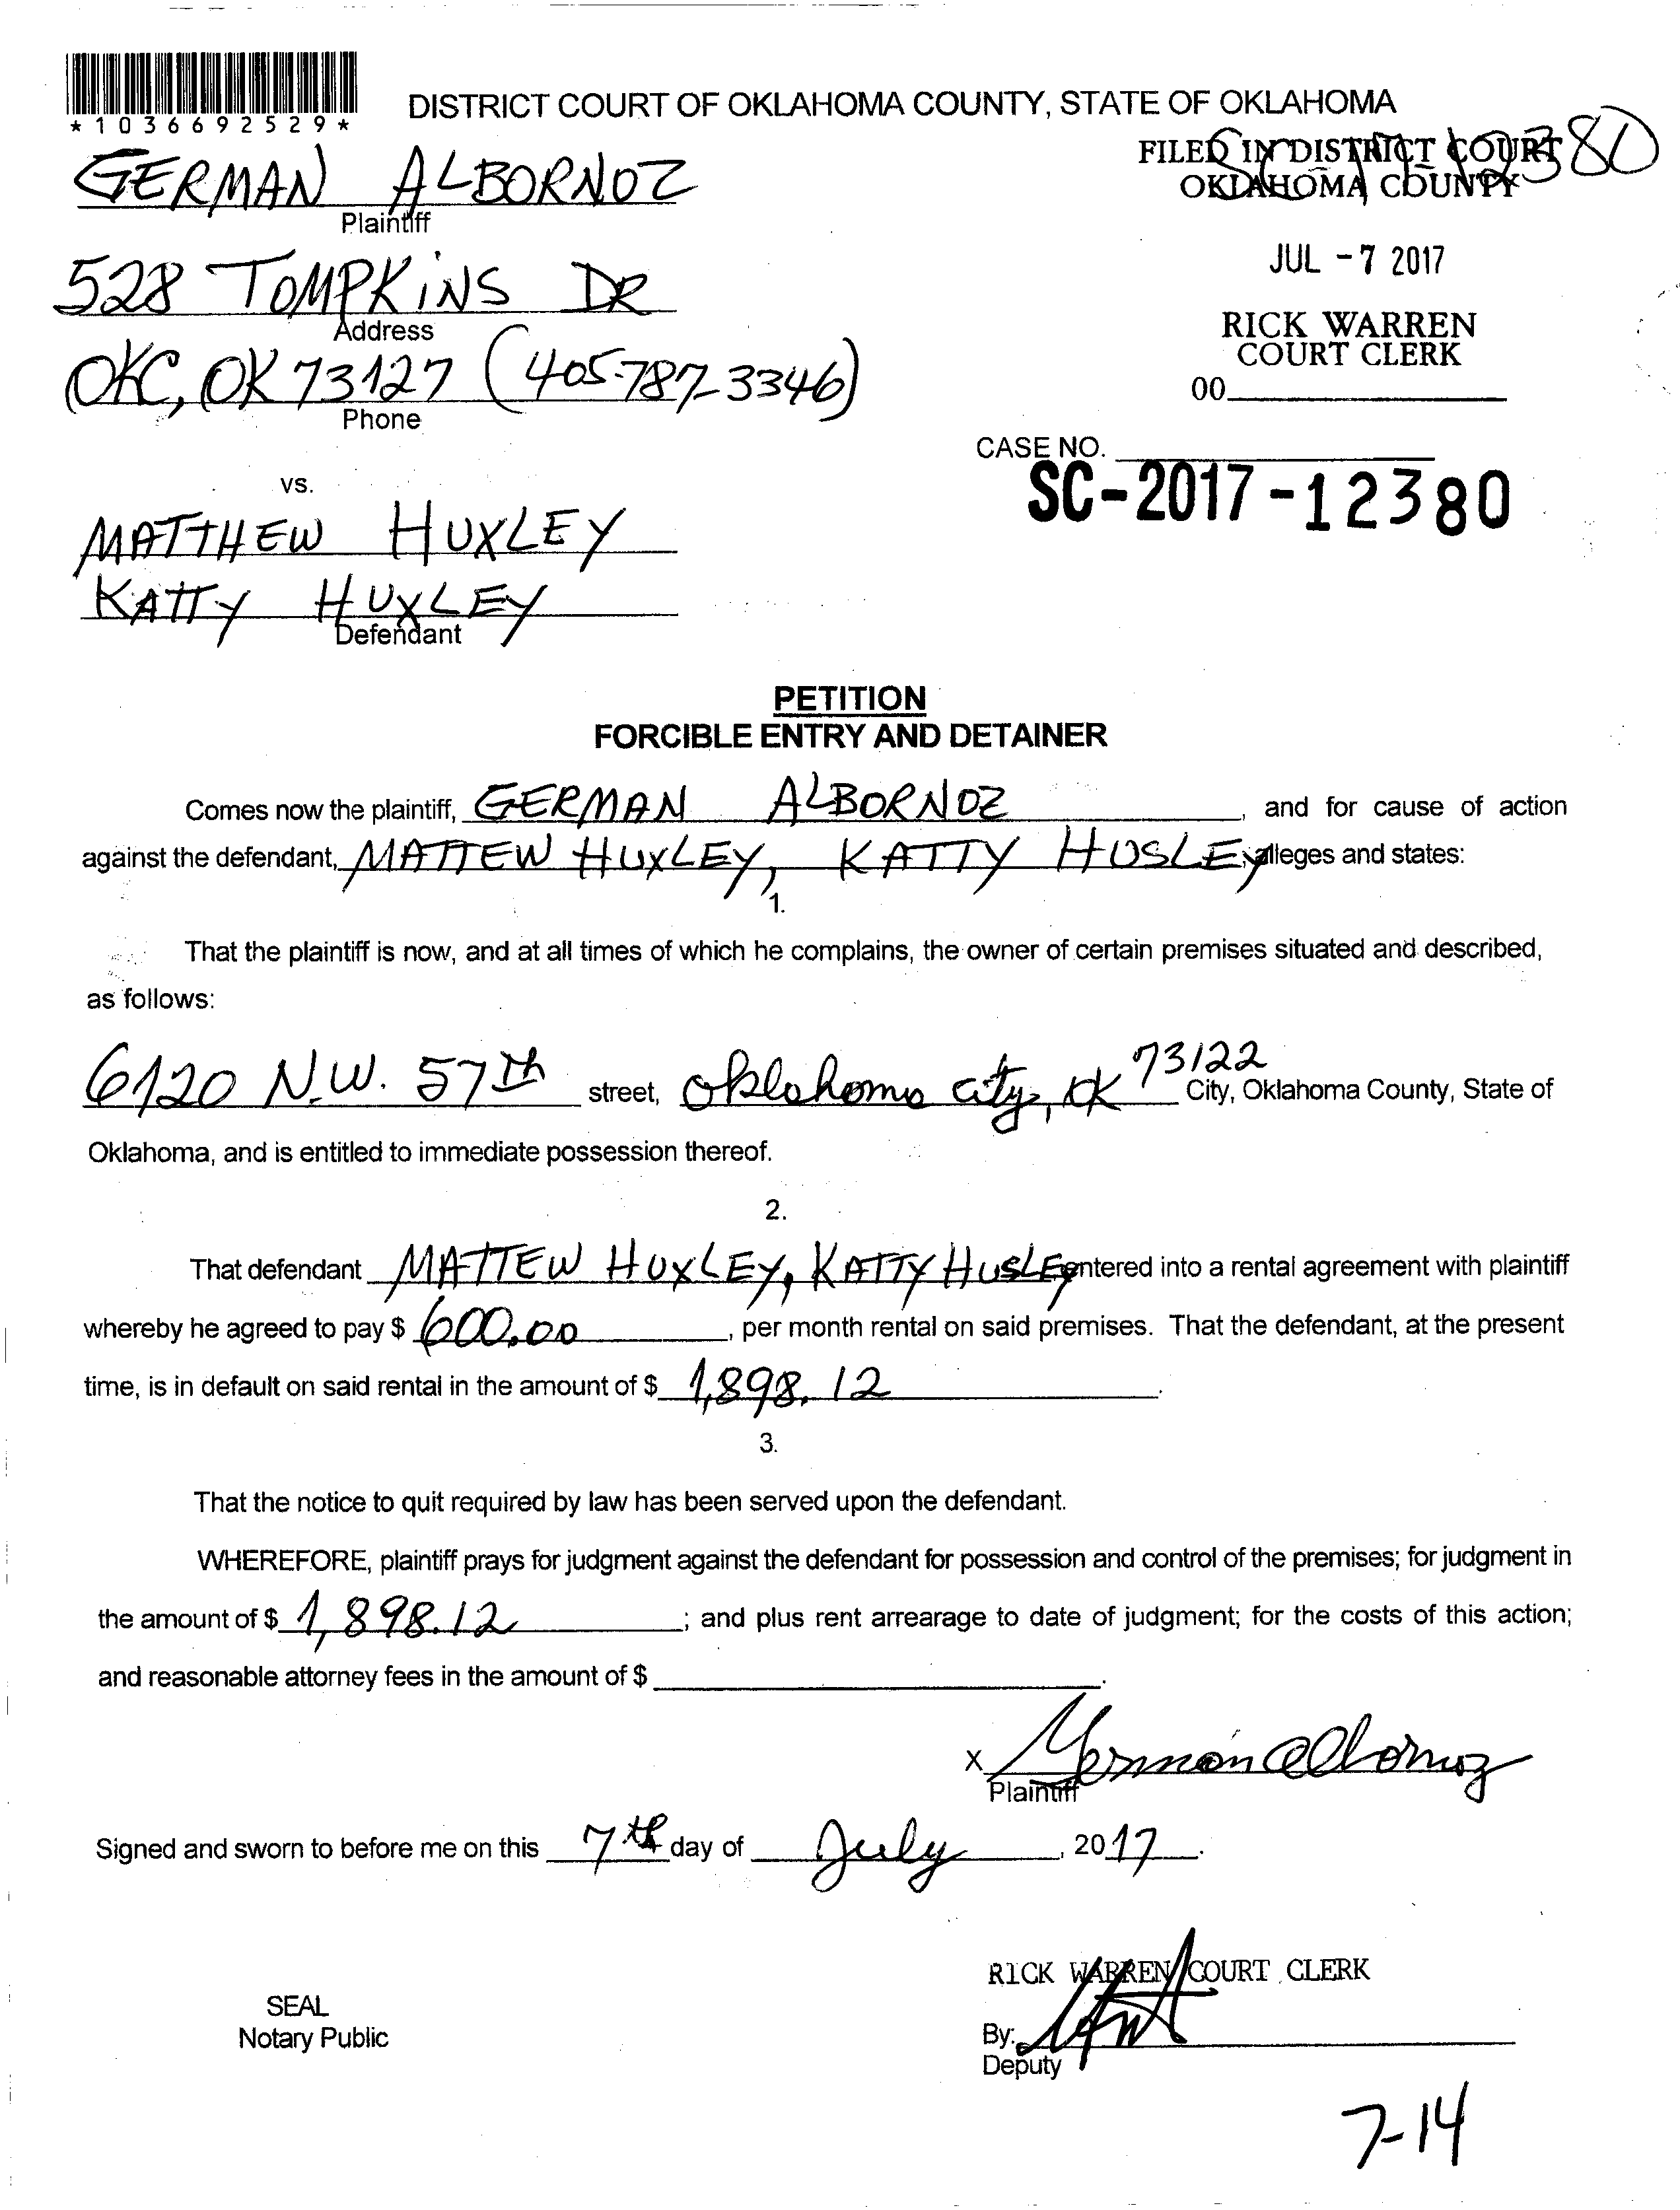 *1036692529*
DISTRICT COURT OF OKLAHOMA COUNTY, STATE OF OKLAHOMA
FILED IN DISTRICT COURT
OKLAHOMA COUNTY
GERMAN ALBORNOZ
Plaintiff
JUL -7 2017
528 TOMPKINS DR
Address
RICK WARREN
COURT CLERK
OKC, OK 73127 (405-787-3346)
Phone
00
CASE NO.
SC-2017-12380
vs.
MATTHEW HUXLEY
KATTY HUXLEY
Defendant
PETITION
FORCIBLE ENTRY AND DETAINER
Comes now the plaintiff, GERMAN ALBORNOZ, and for cause of action
against the defendant, MATTEW HUXLEY, KATTY HUSLEY alleges and states:
1.
That the plaintiff is now, and at all times of which he complains, the owner of certain premises situated and described,
as follows:
6120 N.W. 57th street, Oklahoma city, OK 73122 City, Oklahoma County, State of
Oklahoma, and is entitled to immediate possession thereof.
2.
That defendant MATTEW HUXLEY, KATTY HUSLEY entered into a rental agreement with plaintiff
whereby he agreed to pay $ 600.00, per month rental on said premises. That the defendant, at the present
time, is in default on said rental in the amount of $ 1,898.12.
3.
That the notice to quit required by law has been served upon the defendant.
WHEREFORE, plaintiff prays for judgment against the defendant for possession and control of the premises; for judgment in
the amount of $ 1,898.12; and plus rent arrearage to date of judgment; for the costs of this action;
and reasonable attorney fees in the amount of $ .
X German Albornoz
Plaintiff
Signed and sworn to before me on this 7th day of July, 2017.
RICK WARREN COURT CLERK
SEAL
Notary Public
By:
Deputy
7-14